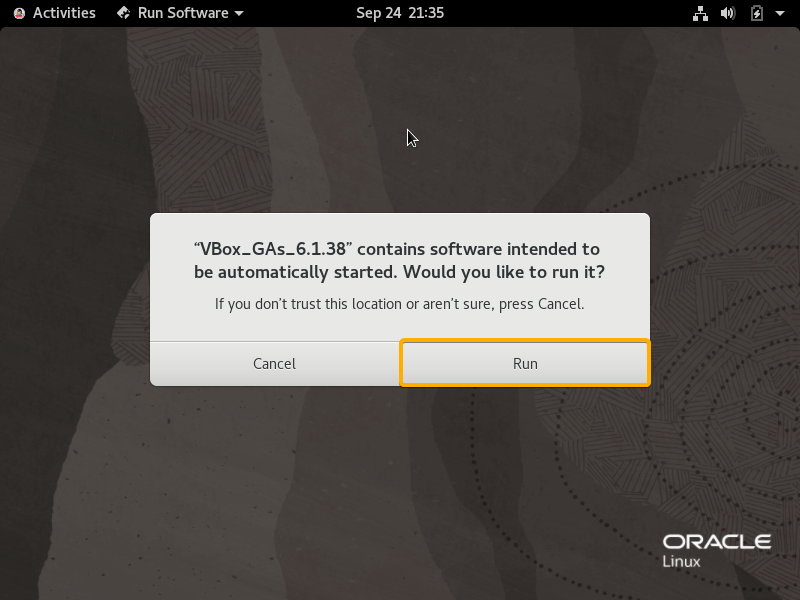 Activities Run Software Sep 24 21:35
“VBox_GAs_6.1.38” contains software intended to
be automatically started. Would you like to run it?
If you don’t trust this location or aren’t sure, press Cancel.
Cancel Run
ORACLE
Linux